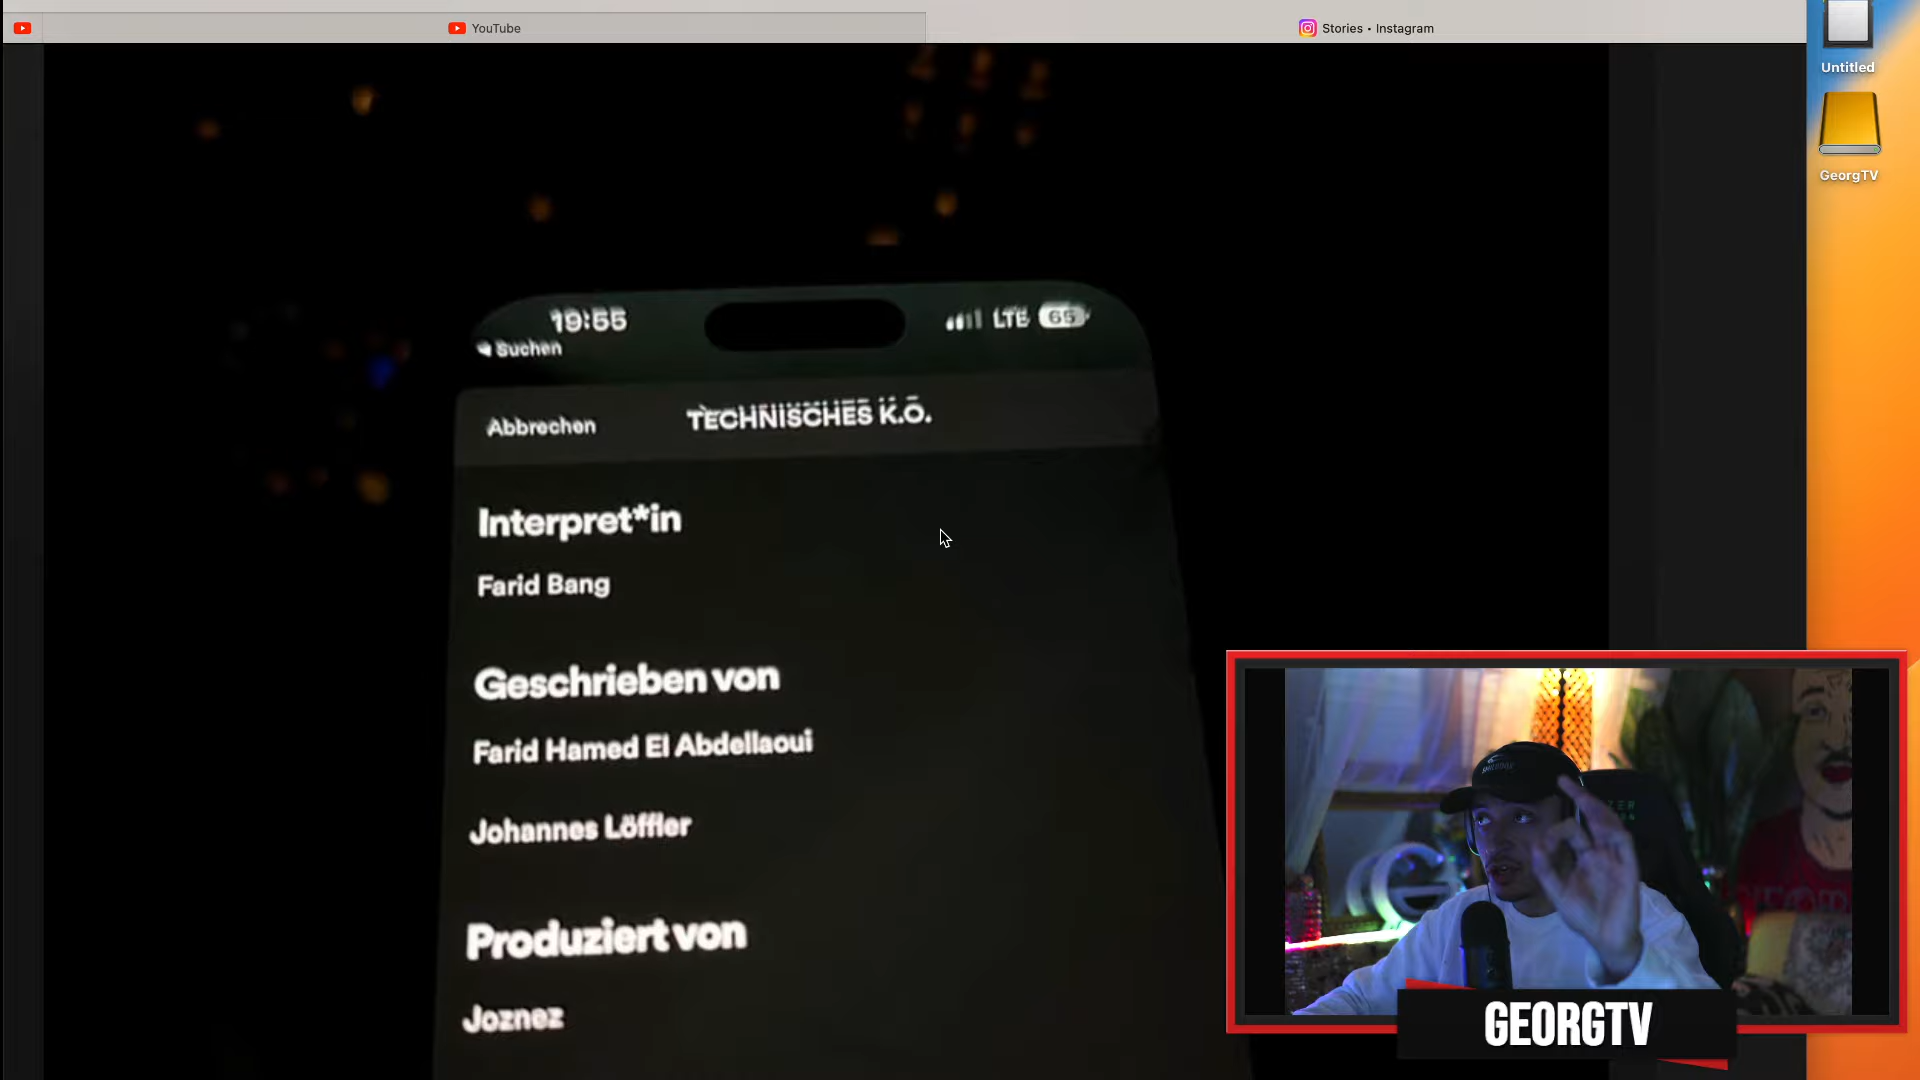 YouTube
Stories • Instagram
Untitled
GeorgTV
19:55
LTE 65
Suchen
Abbrechen
TECHNISCHES K.O.
Interpret*in
Farid Bang
Geschrieben von
Farid Hamed El Abdellaoui
Johannes Löffler
Produziert von
Joznez
GEORGTV